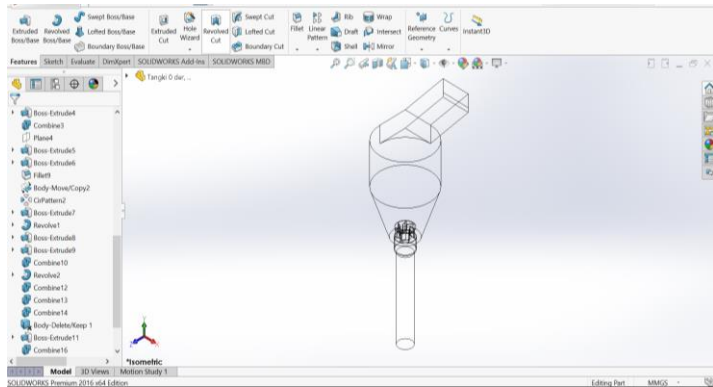 Extruded Boss/Base
Revolved Boss/Base
Swept Boss/Base
Lofted Boss/Base
Boundary Boss/Base
Extruded Cut
Hole Wizard
Revolved Cut
Swept Cut
Lofted Cut
Boundary Cut
Fillet
Linear Pattern
Rib
Draft
Shell
Wrap
Intersect
Mirror
Reference Geometry
Curves
Instant3D
Features Sketch Evaluate DimXpert SOLIDWORKS Add-Ins SOLIDWORKS MBD
Tangki 0 der, ...
Boss-Extrude4
Combine3
Plane4
Boss-Extrude5
Boss-Extrude6
Fillet9
Body-Move/Copy2
CirPattern2
Boss-Extrude7
Revolve1
Boss-Extrude8
Boss-Extrude9
Combine10
Revolve2
Combine12
Combine13
Combine14
Body-Delete/Keep 1
Boss-Extrude11
Combine16
*Isometric
Model 3D Views Motion Study 1
SOLIDWORKS Premium 2016 x64 Edition
Editing Part MMGS